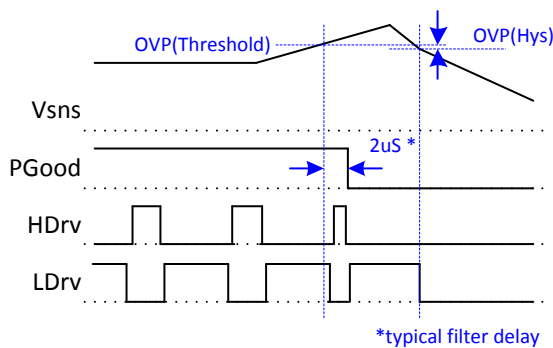 OVP(Threshold)
OVP(Hys)
Vsns
2uS *
PGood
HDrv
LDrv
*typical filter delay